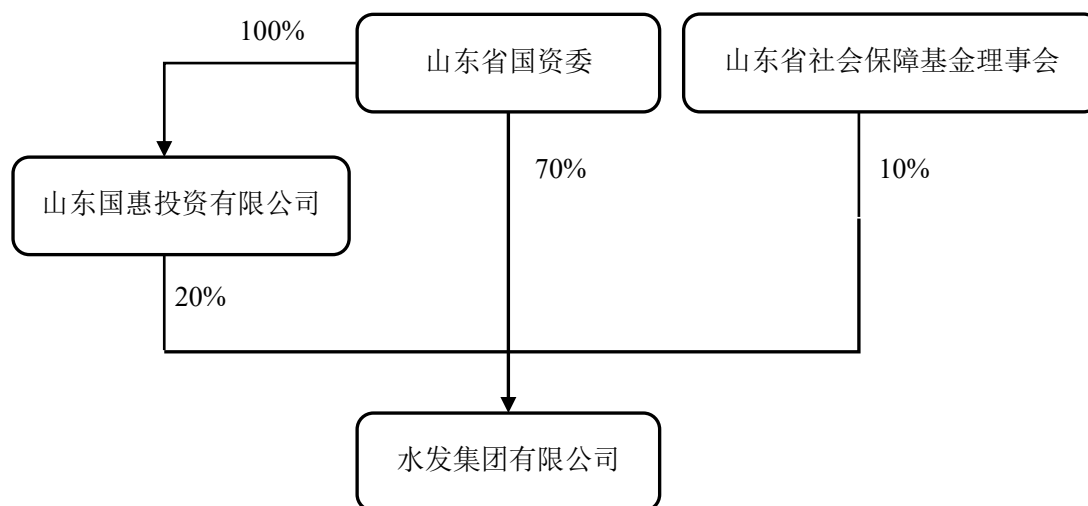 100%
山东省国资委
山东省社会保障基金理事会
山东国惠投资有限公司
70%
10%
20%
水发集团有限公司